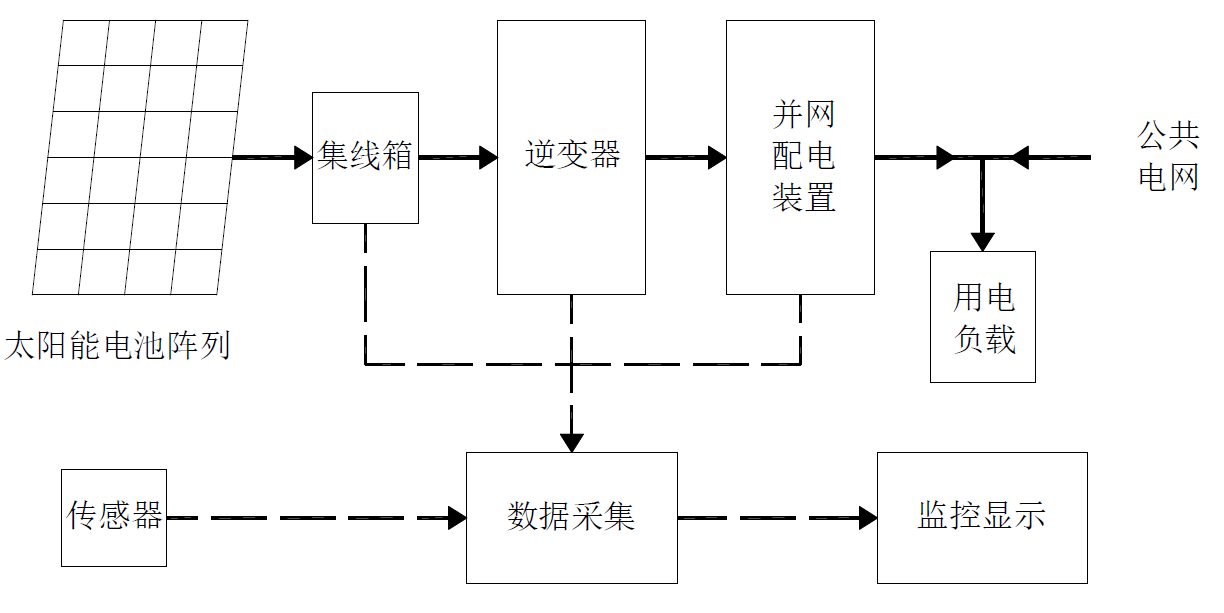 集线箱
逆变器
并网
配电
装置
公共
电网
用电
负载
太阳能电池阵列
传感器
数据采集
监控显示